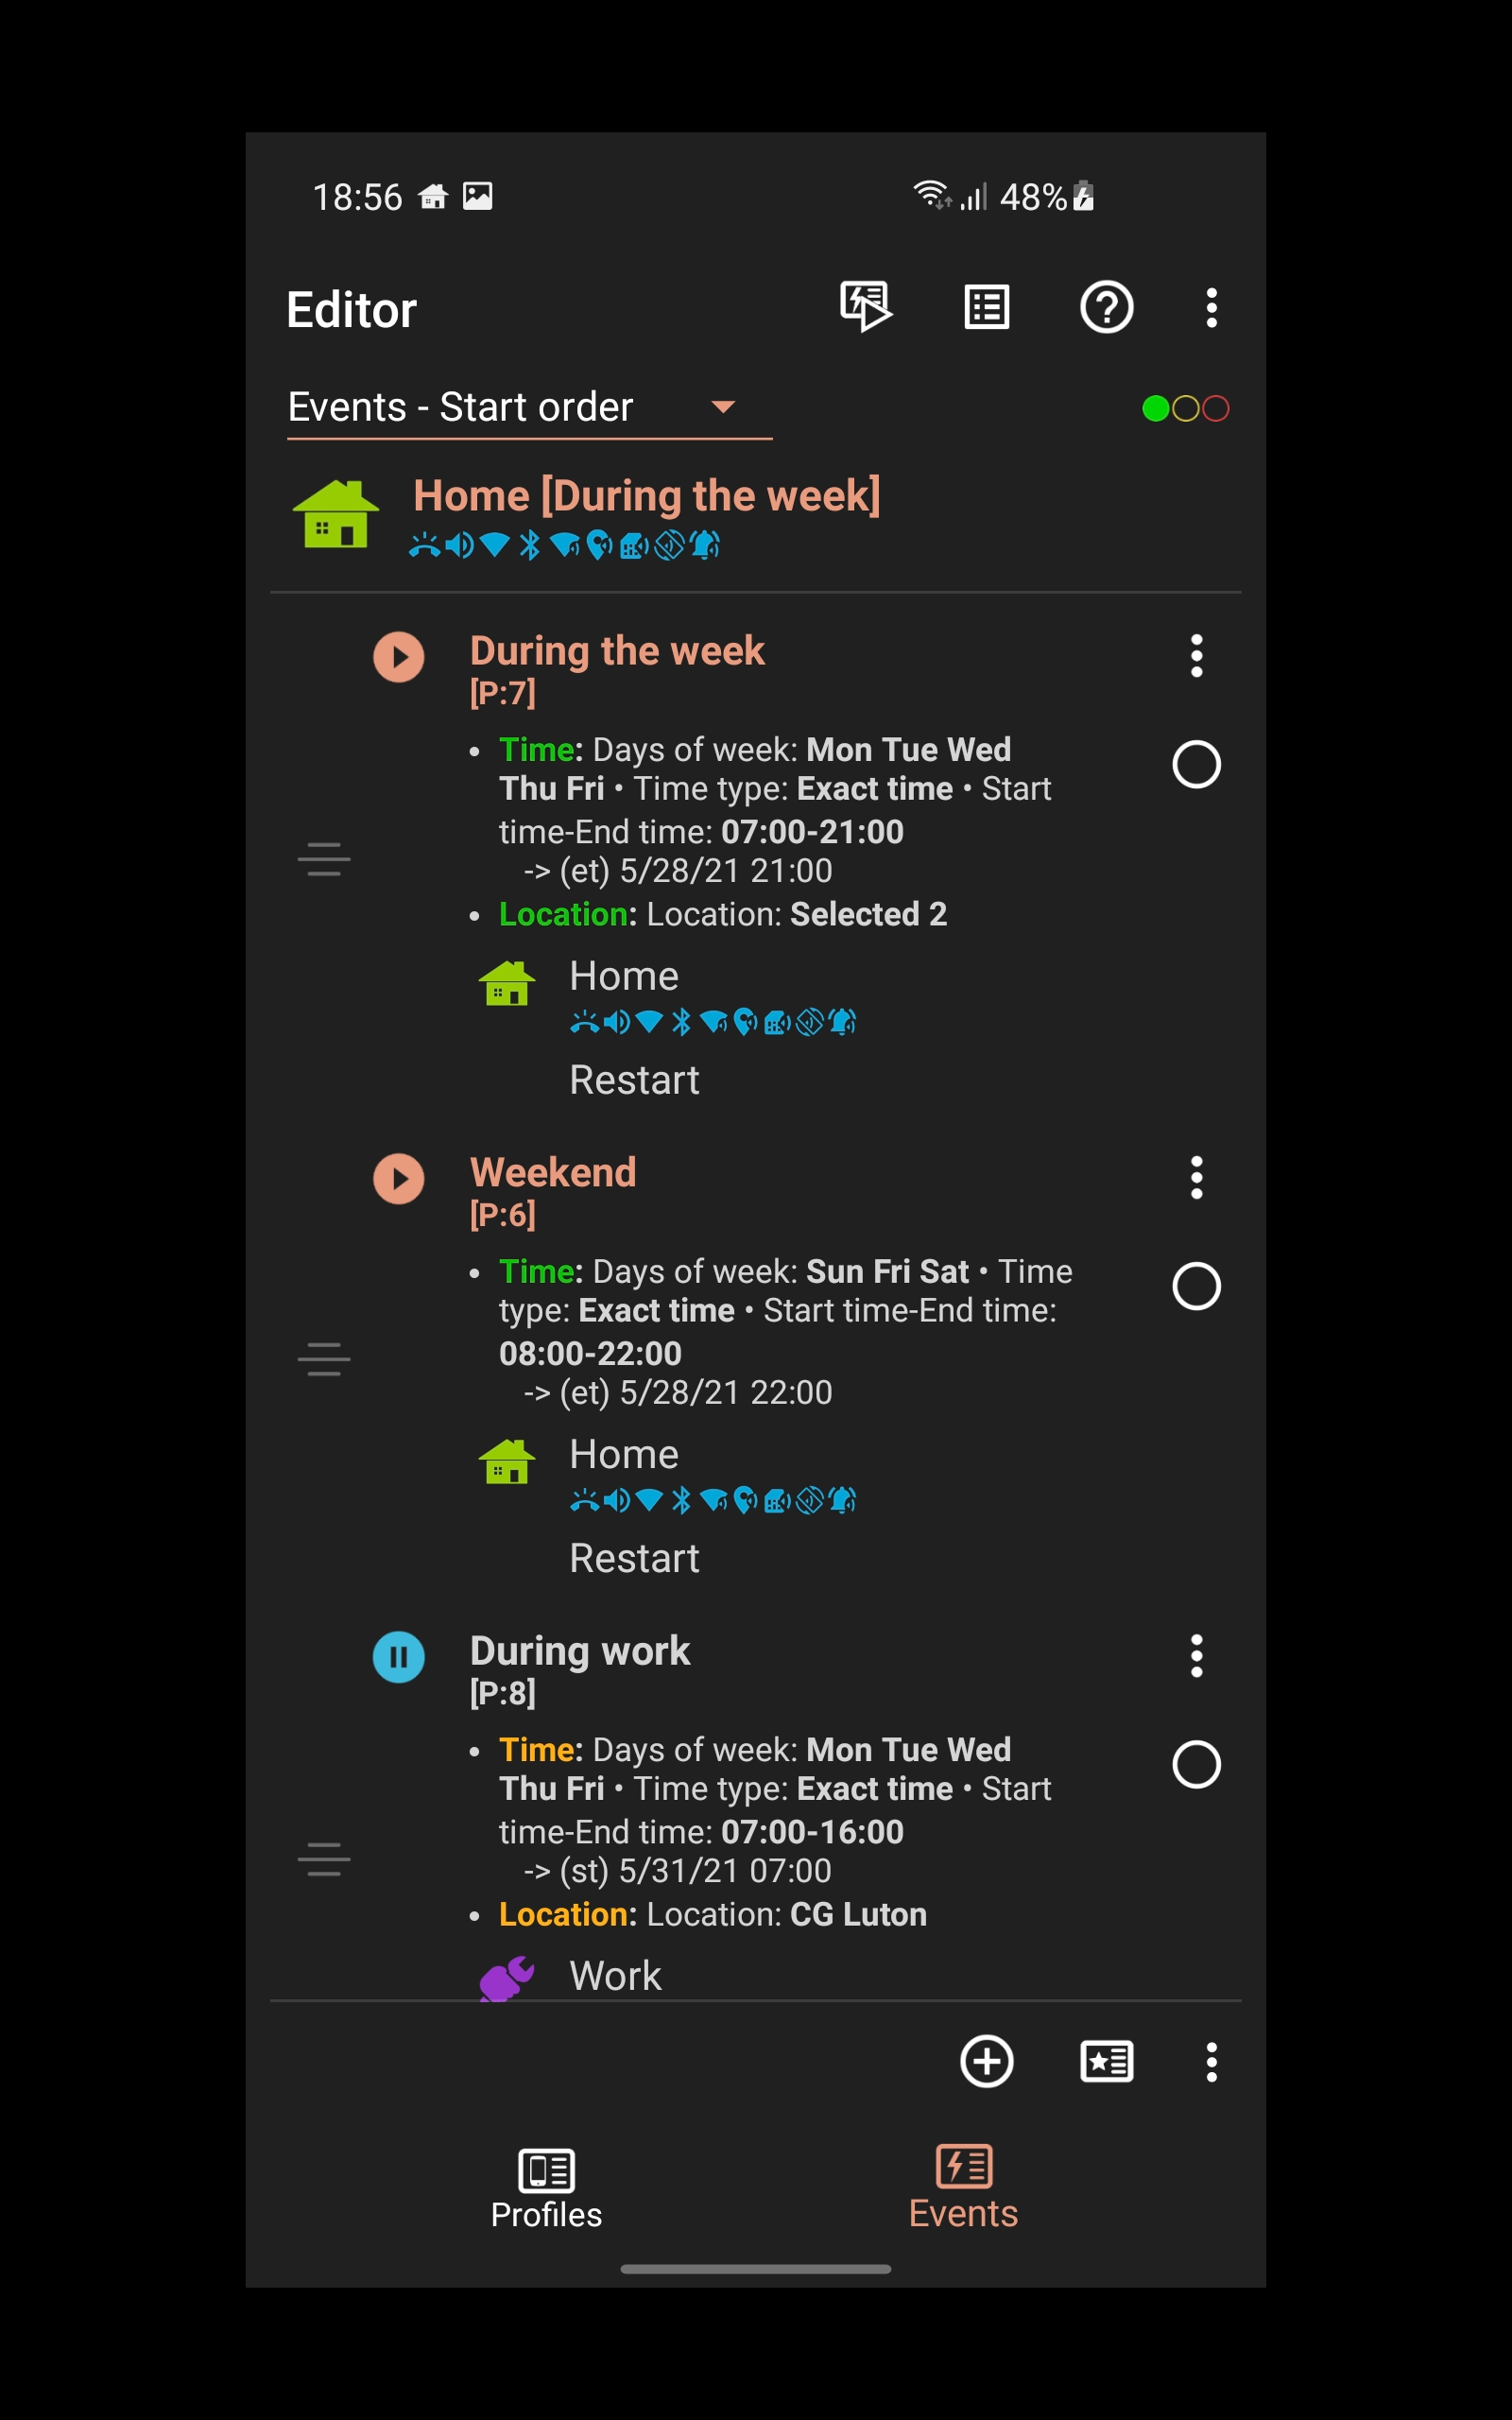 18:56 48%
Editor
Events - Start order
Home [During the week]
During the week
[P:7]
• Time: Days of week: Mon Tue Wed
Thu Fri • Time type: Exact time • Start
time-End time: 07:00-21:00
-> (et) 5/28/21 21:00
• Location: Location: Selected 2
Home
Restart
Weekend
[P:6]
• Time: Days of week: Sun Fri Sat • Time
type: Exact time • Start time-End time:
08:00-22:00
-> (et) 5/28/21 22:00
Home
Restart
During work
[P:8]
• Time: Days of week: Mon Tue Wed
Thu Fri • Time type: Exact time • Start
time-End time: 07:00-16:00
-> (st) 5/31/21 07:00
• Location: Location: CG Luton
Work
Profiles Events